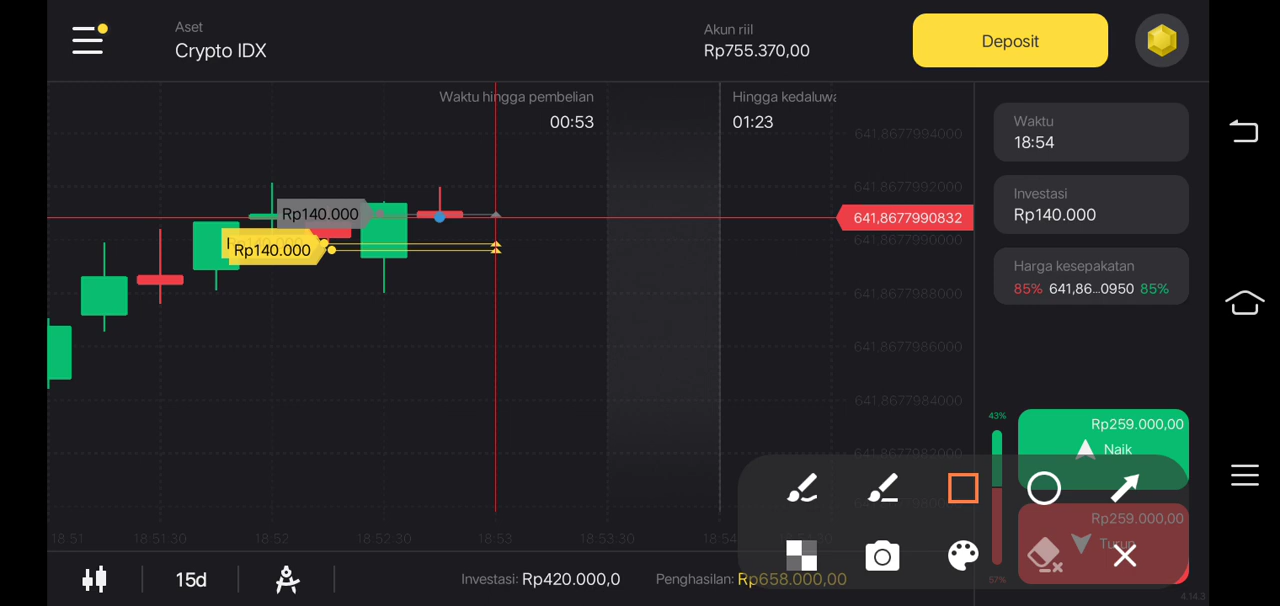 Aset
Crypto IDX
Akun riil
Rp755.370,00
Deposit
Waktu hingga pembelian
00:53
Hingga kedaluwa
01:23
641,8677994000
641,8677992000
641,8677990832
641,8677990000
641,8677988000
641,8677986000
641,8677984000
Rp140.000
Rp140.000
Waktu
18:54
Investasi
Rp140.000
Harga kesepakatan
85% 641,86...0950 85%
43%
Rp259.000,00
Naik
Rp259.000,00
Turun
57%
18:51 18:51:30 18:52 18:52:30 18:53 18:53:30 18:54
15d
Investasi: Rp420.000,0
Penghasilan: Rp658.000,00
4.14.3